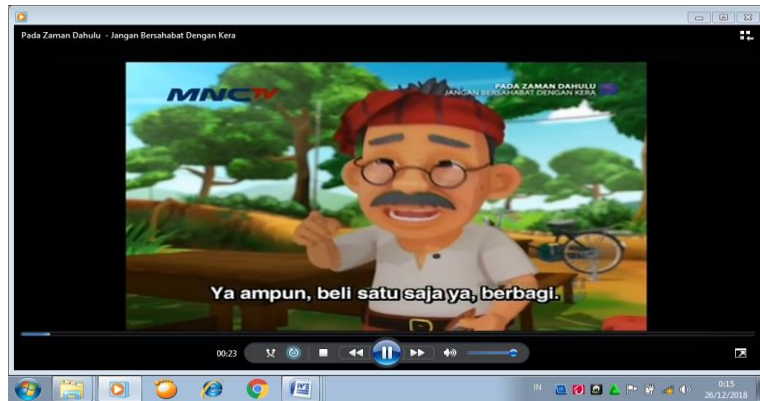 Pada Zaman Dahulu - Jangan Bersahabat Dengan Kera
MNCTV
PADA ZAMAN DAHULU
JANGAN BERSAHABAT DENGAN KERA
Ya ampun, beli satu saja ya, berbagi.
00:23
IN
0:15
26/12/2018